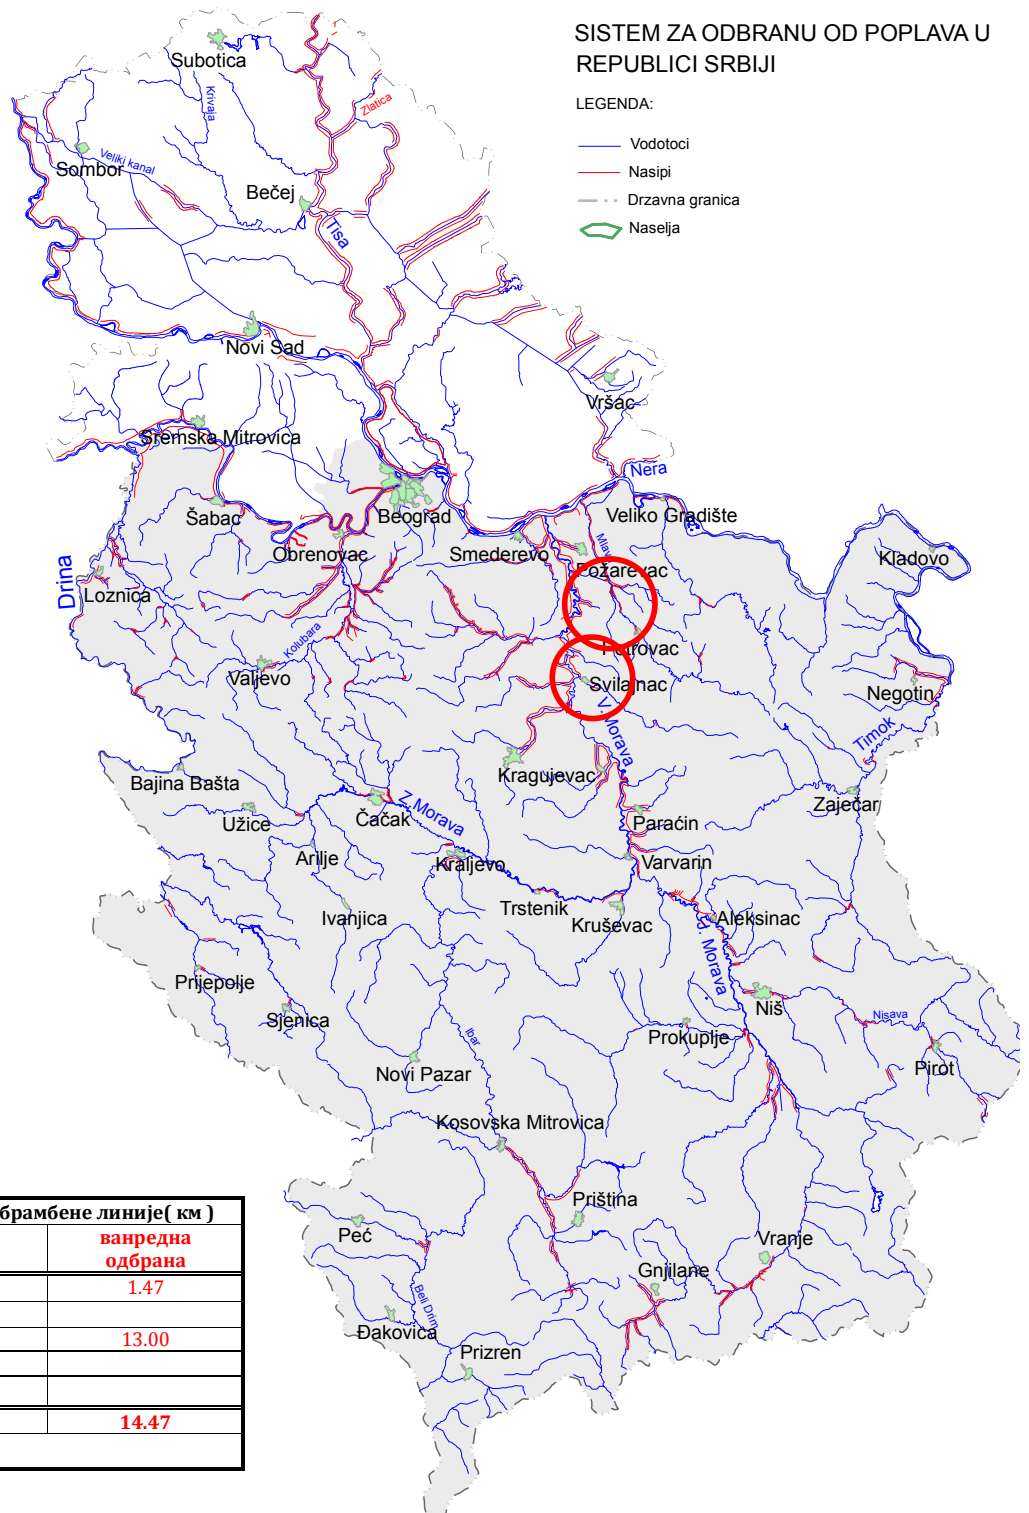 SISTEM ZA ODBRANU OD POPLAVA U
REPUBLICI SRBIJI
LEGENDA:
Vodotoci
Nasipi
Drzavna granica
Naselja
Subotica
Krivaja
Zlatica
Sombor
Veliki kanal
Bečej
Tisa
Novi Sad
Vršac
Sremska Mitrovica
Nera
Šabac
Beograd
Veliko Gradište
Obrenovac
Smederevo
Mlava
Požarevac
Kladovo
Drina
Loznica
Kolubara
Petrovac
Valjevo
Svilajnac
Negotin
V. Morava
Timok
Bajina Bašta
Kragujevac
Zaječar
Užice
Čačak
Z. Morava
Paraćin
Arilje
Kraljevo
Varvarin
Ivanjica
Trstenik
Kruševac
Aleksinac
J. Morava
Prijepolje
Sjenica
Niš
Nisava
Ibar
Prokuplje
Novi Pazar
Pirot
Kosovska Mitrovica
Priština
Peć
Vranje
Gnjilane
Beli Drim
Đakovica
Prizren
брамбене линије( км )
ванредна
одбрана
1.47
13.00
14.47